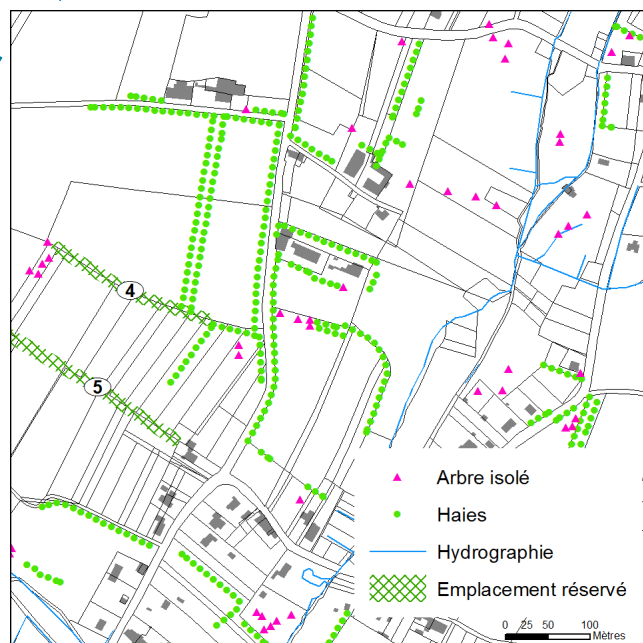 4
5
Arbre isolé
Haies
Hydrographie
Emplacement réservé
0 25 50 100
Mètres